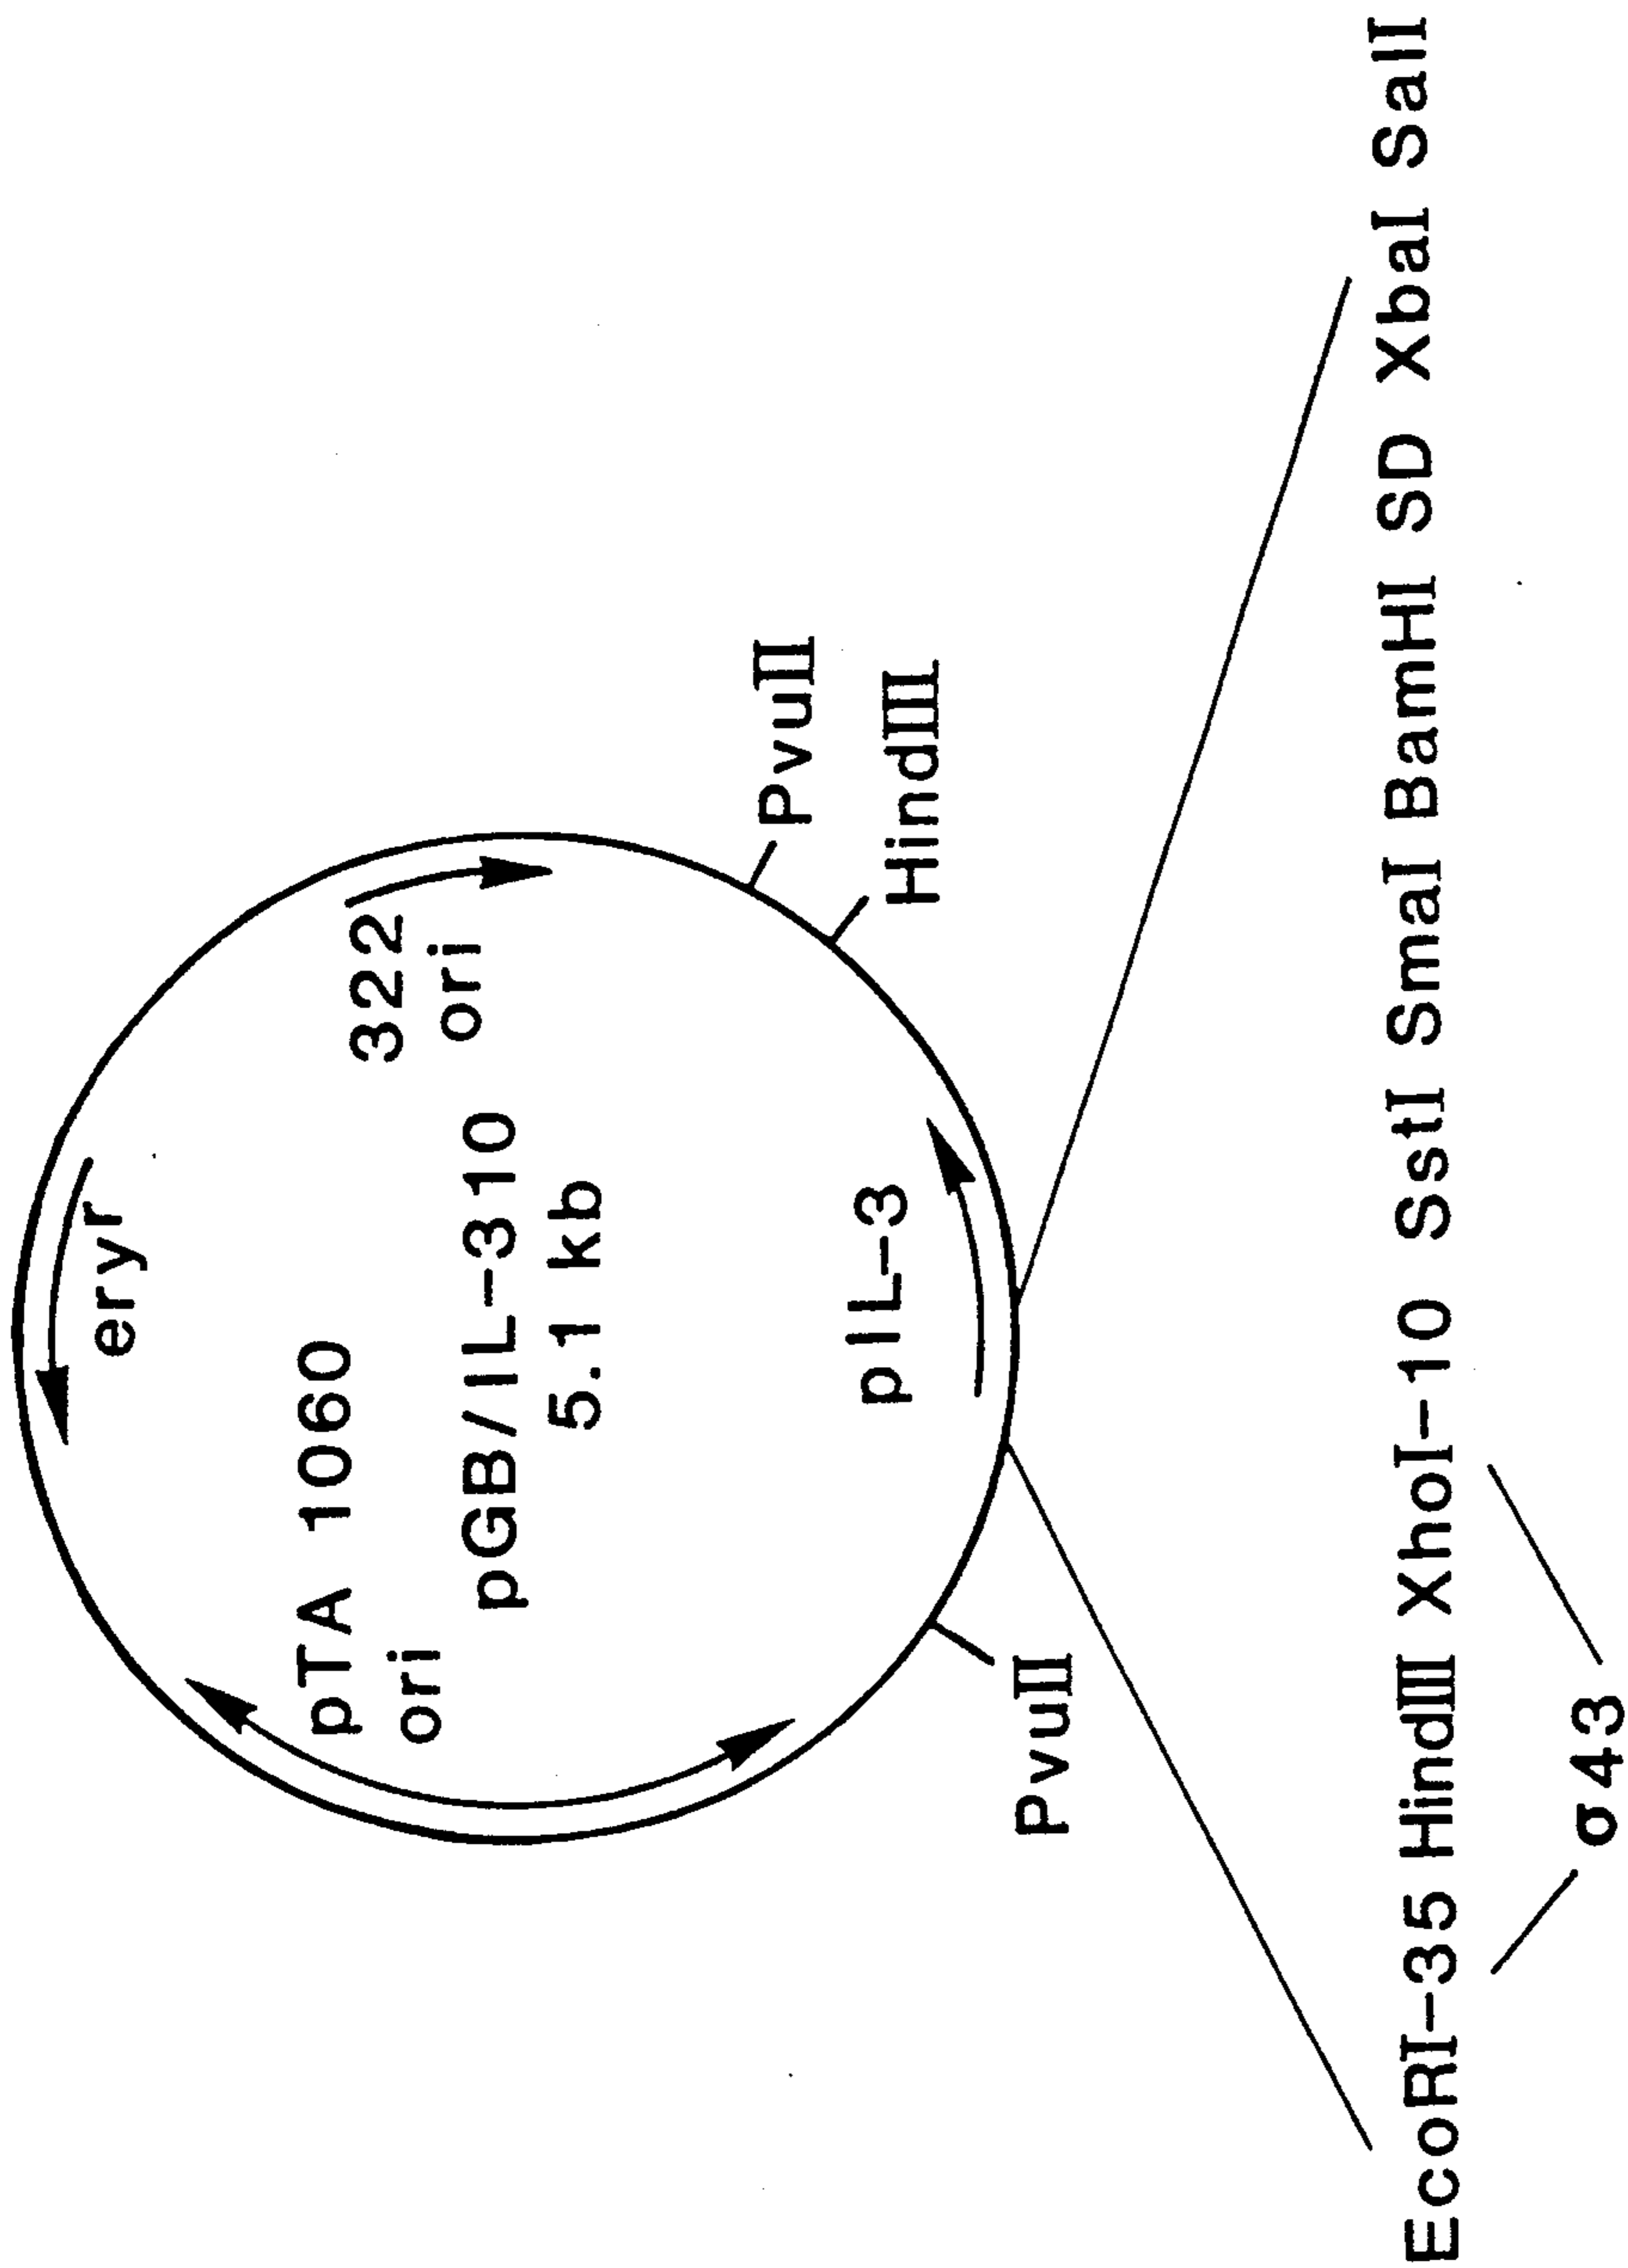 eryr
pTA 1060
ori
322
ori
pGB/IL-310
5.1 kb
pIL-3
PvuII
HindIII
PvuII
EcoRI-35 HindIII XhoI-10 SstI SmaI BamHI SD XbaI SalI
σ43